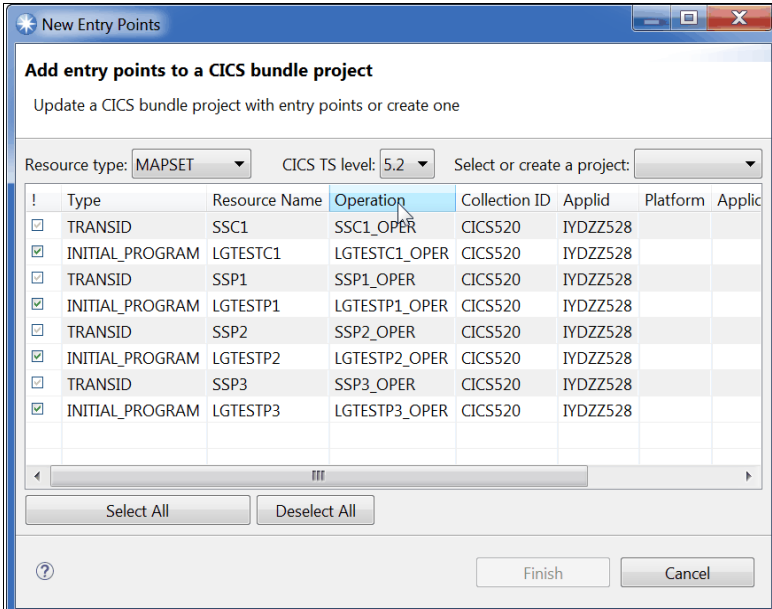 New Entry Points
Add entry points to a CICS bundle project
Update a CICS bundle project with entry points or create one
Resource type: MAPSET CICS TS level: 5.2 Select or create a project:
! Type Resource Name Operation Collection ID Applid Platform Applic
TRANSID SSC1 SSC1_OPER CICS520 IYDZZ528
INITIAL_PROGRAM LGTESTC1 LGTESTC1_OPER CICS520 IYDZZ528
TRANSID SSP1 SSP1_OPER CICS520 IYDZZ528
INITIAL_PROGRAM LGTESTP1 LGTESTP1_OPER CICS520 IYDZZ528
TRANSID SSP2 SSP2_OPER CICS520 IYDZZ528
INITIAL_PROGRAM LGTESTP2 LGTESTP2_OPER CICS520 IYDZZ528
TRANSID SSP3 SSP3_OPER CICS520 IYDZZ528
INITIAL_PROGRAM LGTESTP3 LGTESTP3_OPER CICS520 IYDZZ528
Select All Deselect All
? Finish Cancel